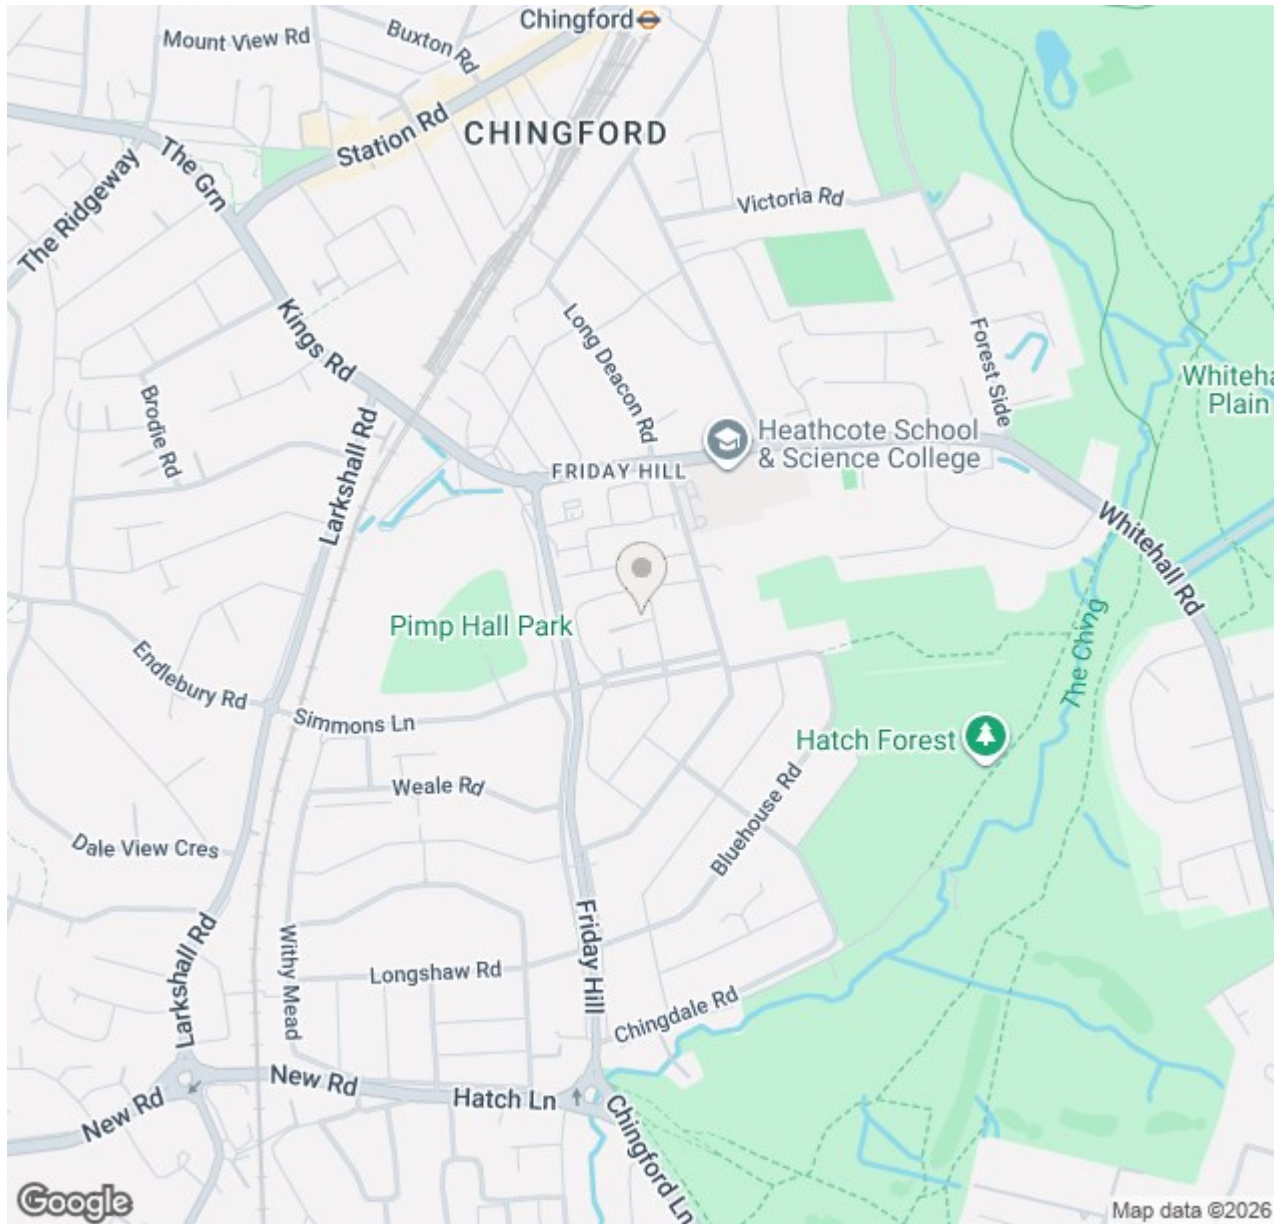 Chingford
Mount View Rd
Buxton Rd
Station Rd
CHINGFORD
The Grn
The Ridgeway
Victoria Rd
Kings Rd
Long Deacon Rd
Forest Side
Whiteha
Plain
Brodie Rd
Larkshall Rd
Heathcote School
& Science College
FRIDAY HILL
Whitehall Rd
Pimp Hall Park
The Ching
Endlebury Rd
Simmons Ln
Hatch Forest
Weale Rd
Bluehouse Rd
Dale View Cres
Larkshall Rd
Withy Mead
Friday Hill
Longshaw Rd
Chingdale Rd
New Rd
New Rd
Hatch Ln
Chingford Ln
Google
Map data ©2026